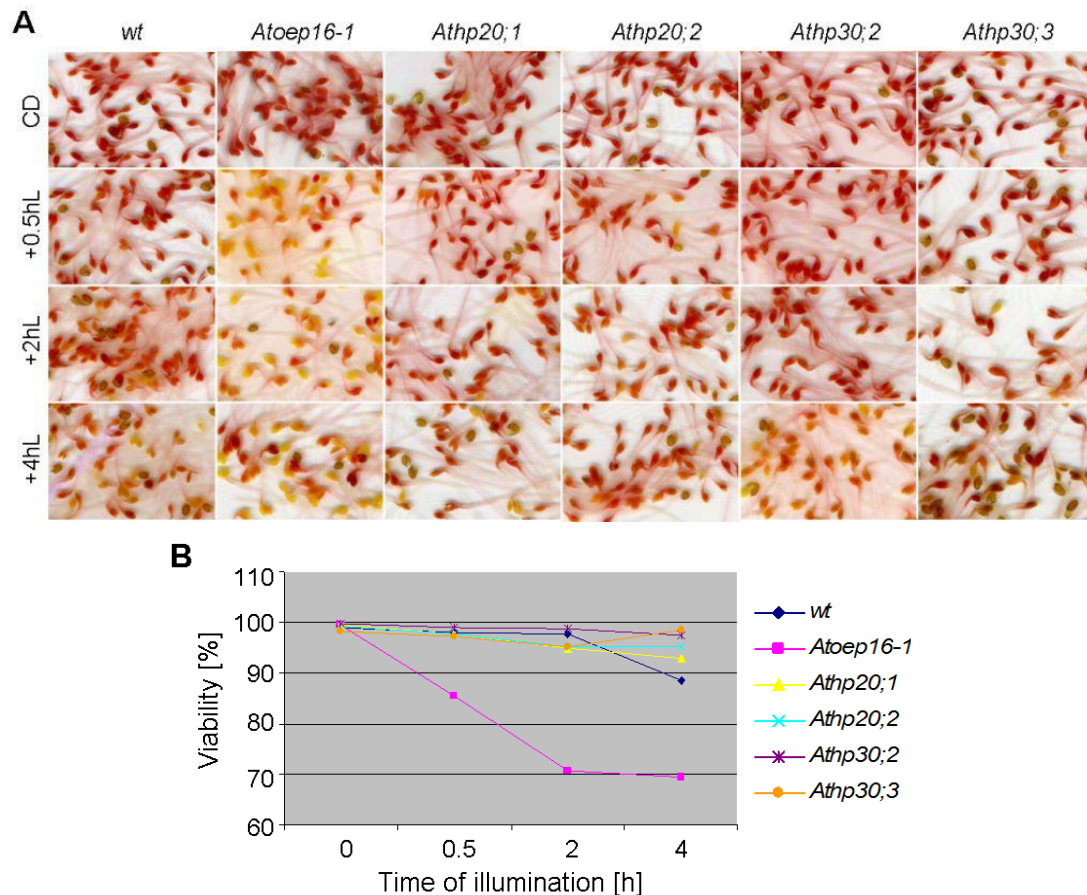 A
wt Atoep16-1 Athp20;1 Athp20;2 Athp30;2 Athp30;3
CD
+0.5hL
+2hL
+4hL
B
110
100
90
80
70
60
Viability [%]
0 0.5 2 4
Time of illumination [h]
wt
Atoep16-1
Athp20;1
Athp20;2
Athp30;2
Athp30;3